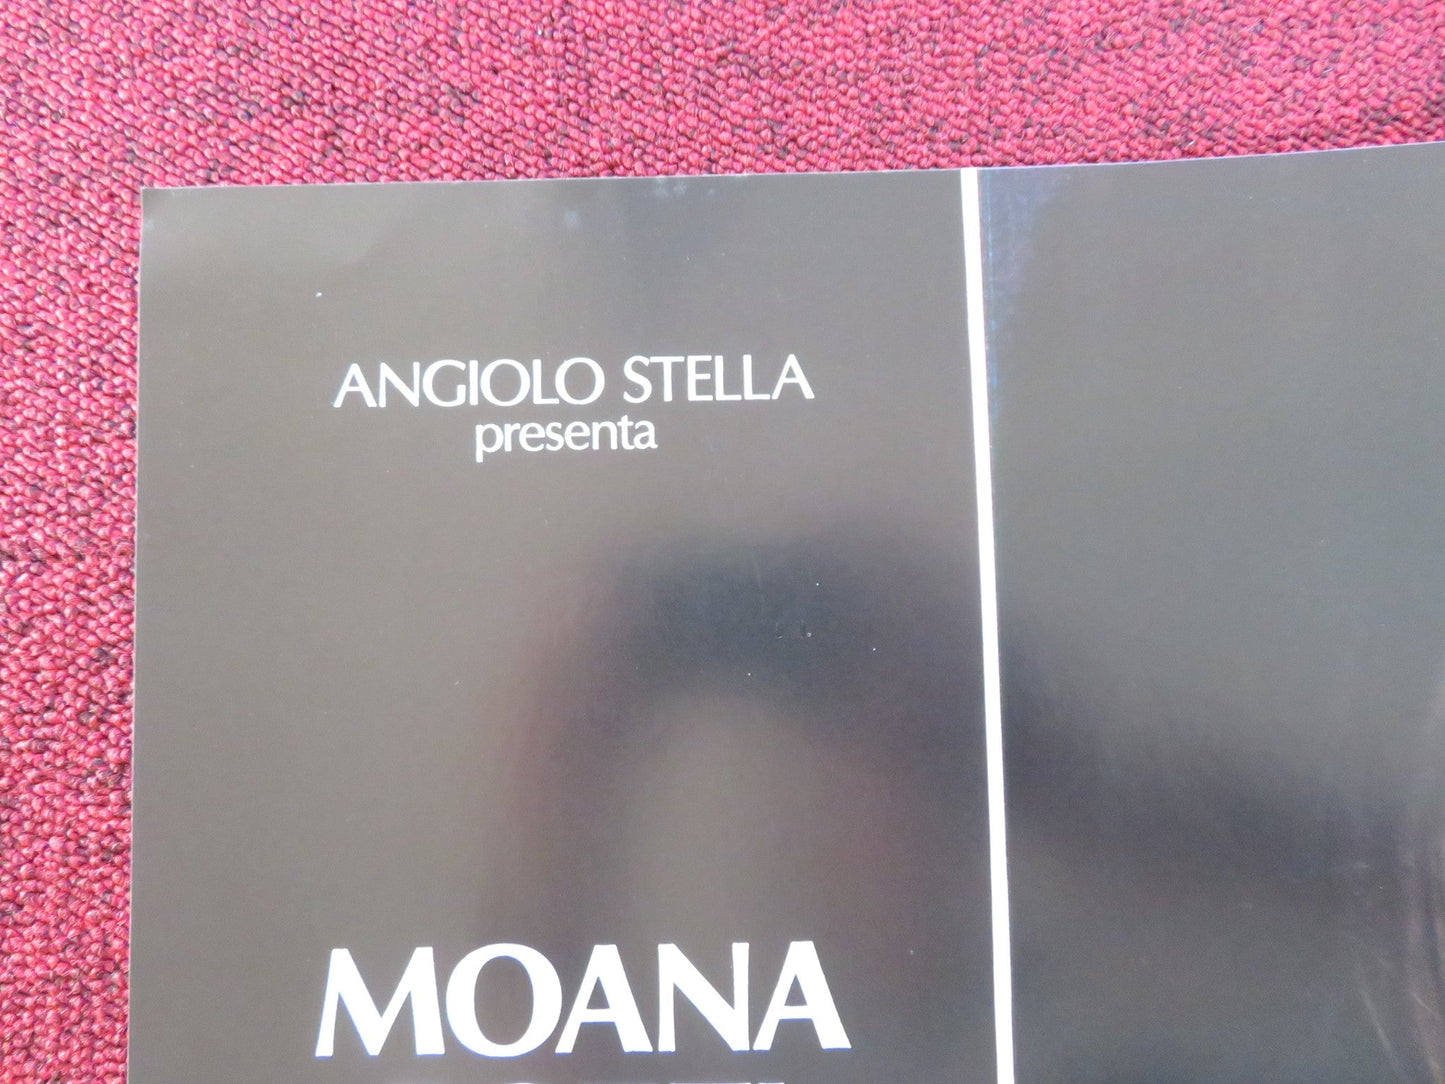 ANGIOLO STELLA
presenta
MOANA